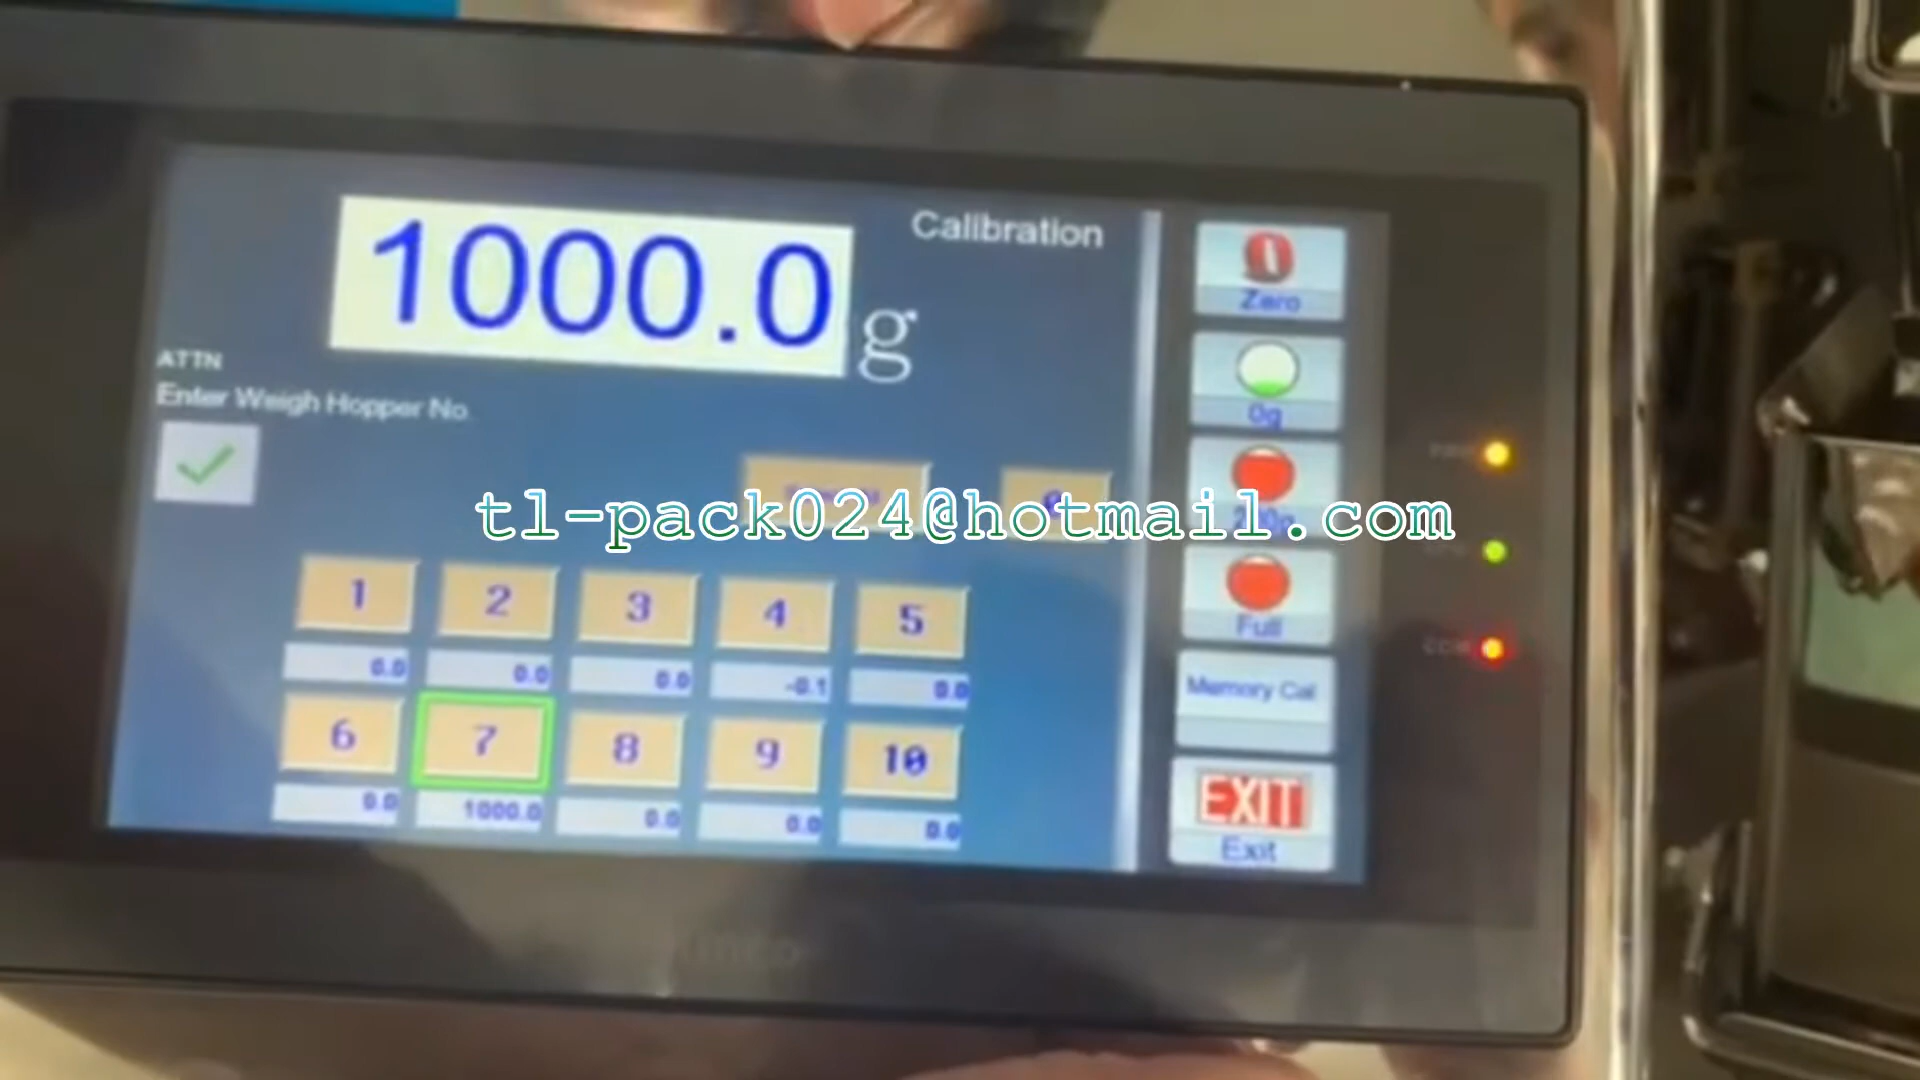 Calibration
1000.0
g
Zero
0g
ATTN
Enter Weigh Hopper No.
tl-pack024@hotmail.com
1 2 3 4 5
0.0 0.0 0.0 -0.1 0.0
Full
Memory Cal
6 7 8 9 10
0.0 1000.0 0.0 0.0 0.0
EXIT
Exit